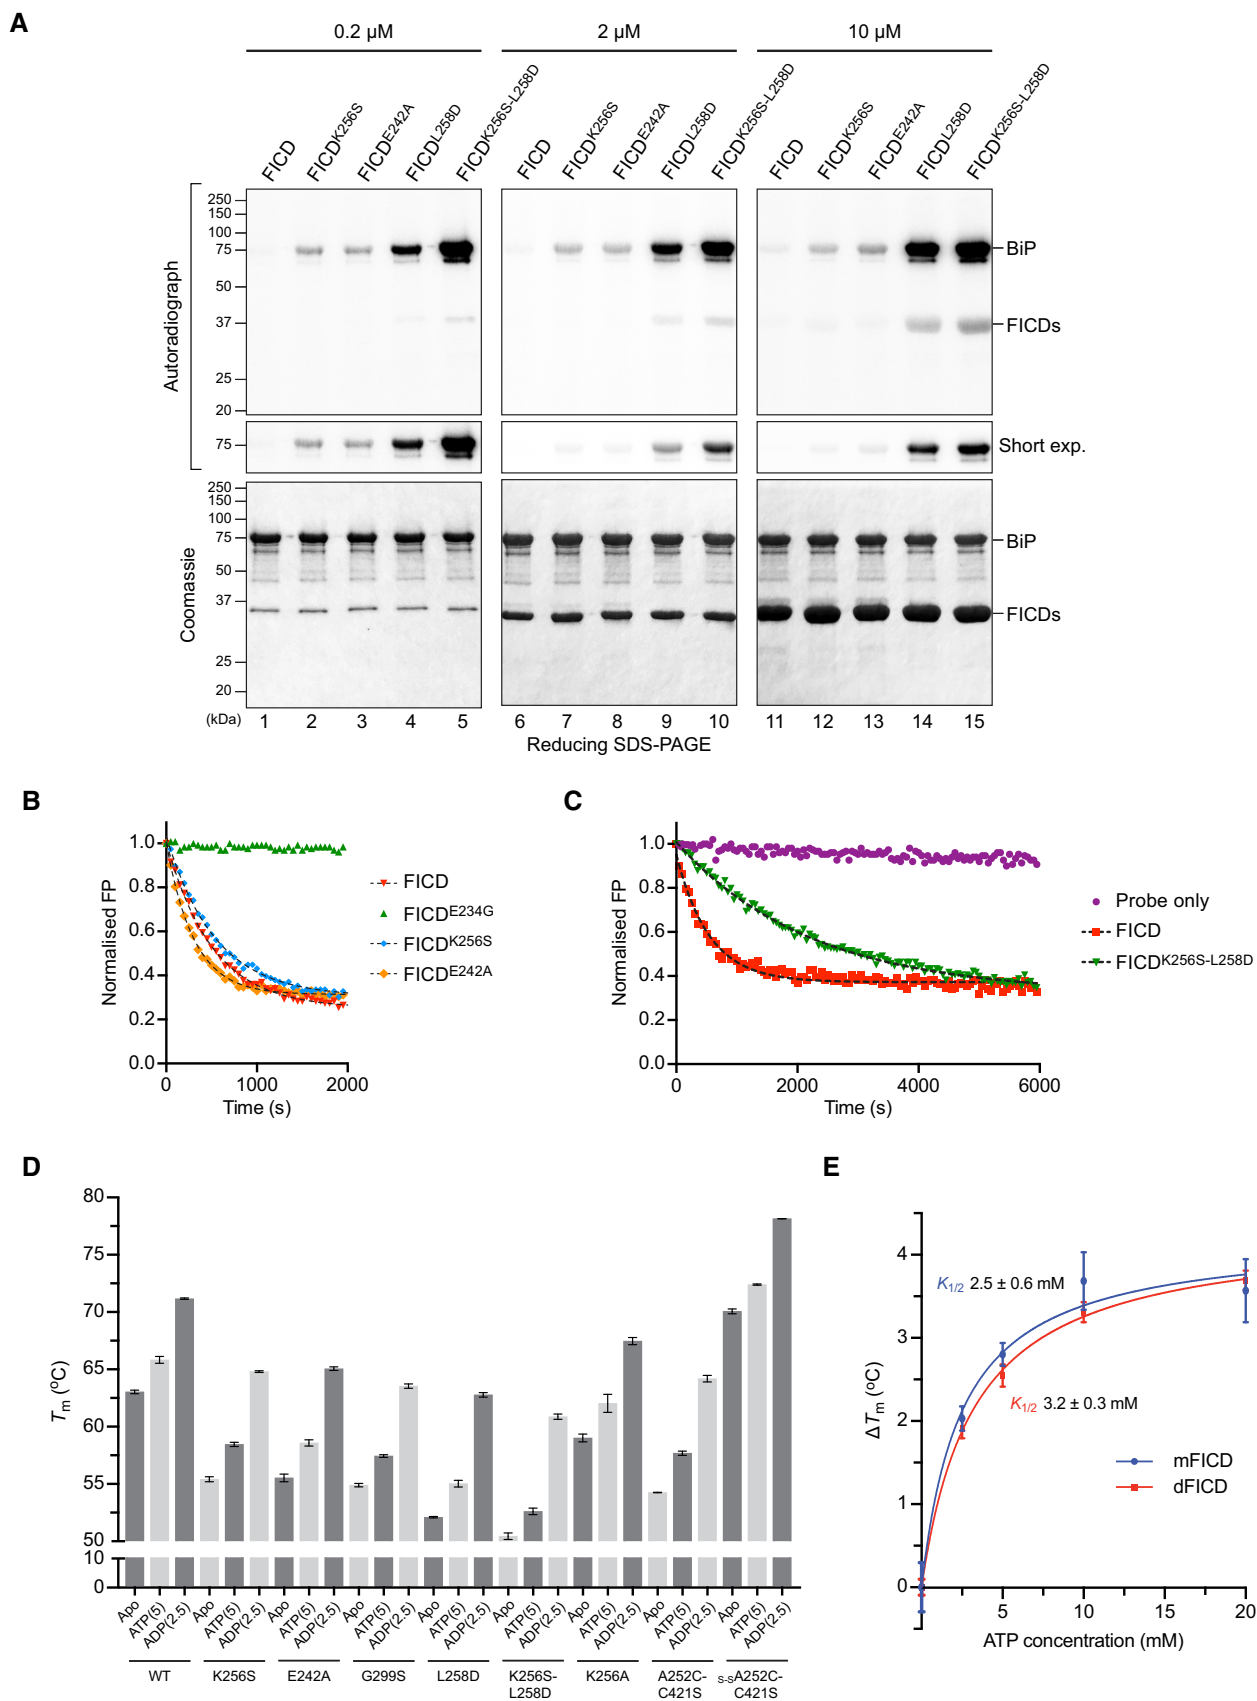 A
0.2 µM 2 µM 10 µM
FICD FICDK256S FICDE242A FICDL258D FICDK256S-L258D FICD FICDK256S FICDE242A FICDL258D FICDK256S-L258D FICD FICDK256S FICDE242A FICDL258D FICDK256S-L258D
Autoradiograph
250
150
100
75
50
37
25
20
BiP
FICDs
75
Short exp.
Coomassie
250
150
100
75
50
37
25
20
BiP
FICDs
(kDa) 1 2 3 4 5 6 7 8 9 10 11 12 13 14 15
Reducing SDS-PAGE
B
Normalised FP
1.0
0.8
0.6
0.4
0.2
0.0
0 1000 2000
Time (s)
FICD
FICDE234G
FICDK256S
FICDE242A
C
Normalised FP
1.0
0.8
0.6
0.4
0.2
0.0
0 2000 4000 6000
Time (s)
Probe only
FICD
FICDK256S-L258D
D
Tm (oC)
80
75
70
65
60
55
50
10
0
Apo ATP(5) ADP(2.5) Apo ATP(5) ADP(2.5) Apo ATP(5) ADP(2.5) Apo ATP(5) ADP(2.5) Apo ATP(5) ADP(2.5) Apo ATP(5) ADP(2.5) Apo ATP(5) ADP(2.5) Apo ATP(5) ADP(2.5) Apo ATP(5) ADP(2.5)
WT K256S E242A G299S L258D K256S-L258D K256A A252C-C421S S-SA252C-C421S
E
ΔTm (oC)
4
3
2
1
0
5 10 15 20
ATP concentration (mM)
K1/2 2.5 ± 0.6 mM
K1/2 3.2 ± 0.3 mM
mFICD
dFICD